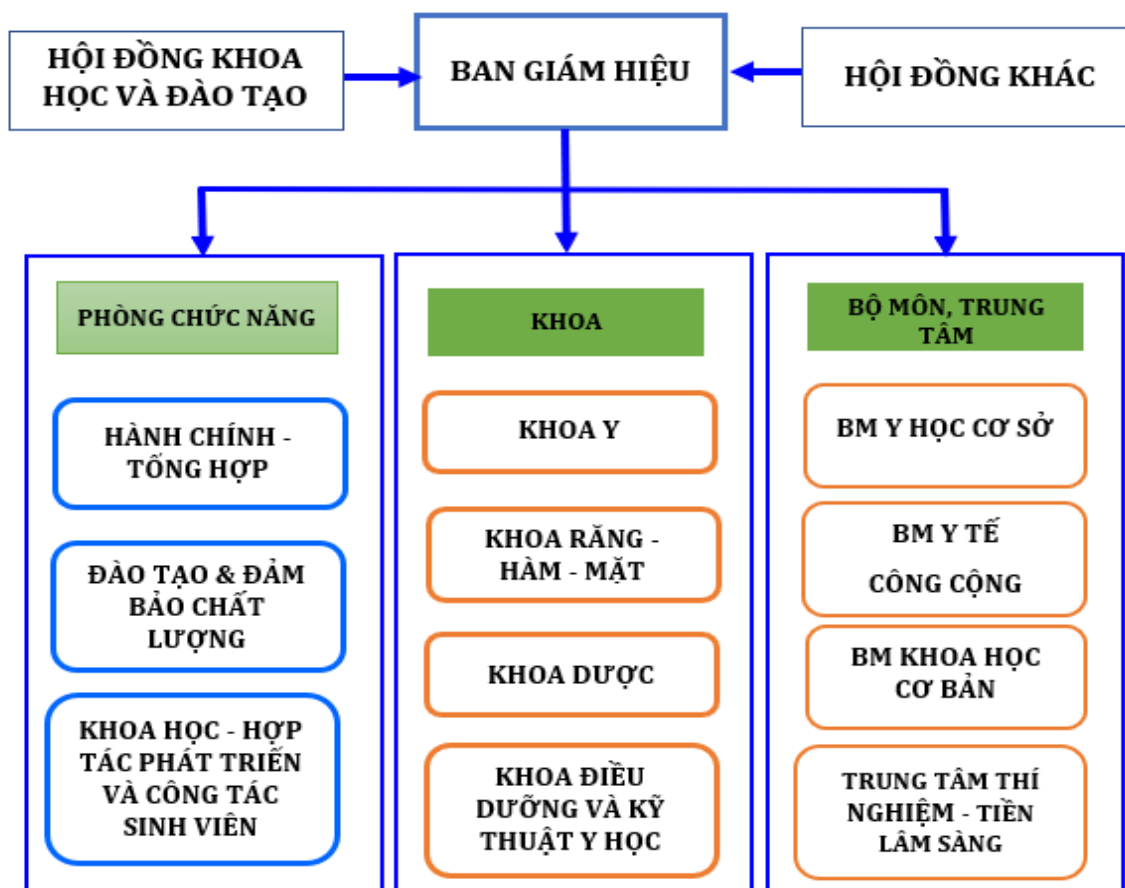 HỘI ĐỒNG KHOA
HỌC VÀ ĐÀO TẠO
BAN GIÁM HIỆU
HỘI ĐỒNG KHÁC
PHÒNG CHỨC NĂNG
HÀNH CHÍNH -
TỔNG HỢP
ĐÀO TẠO & ĐẢM
BẢO CHẤT
LƯỢNG
KHOA HỌC - HỢP
TÁC PHÁT TRIỂN
VÀ CÔNG TÁC
SINH VIÊN
KHOA
KHOA Y
KHOA RĂNG -
HÀM - MẶT
KHOA DƯỢC
KHOA ĐIỀU
DƯỠNG VÀ KỸ
THUẬT Y HỌC
BỘ MÔN, TRUNG
TÂM
BM Y HỌC CƠ SỞ
BM Y TẾ
CÔNG CỘNG
BM KHOA HỌC
CƠ BẢN
TRUNG TÂM THÍ
NGHIỆM - TIỀN
LÂM SÀNG